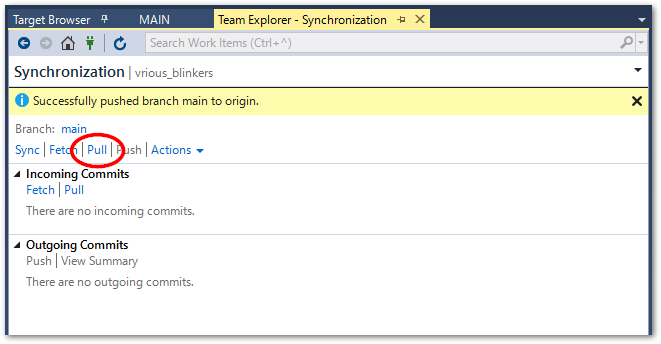 Target Browser MAIN Team Explorer - Synchronization
Search Work Items (Ctrl+^)
Synchronization | vrious_blinkers
Successfully pushed branch main to origin.
Branch: main
Sync | Fetch | Pull | Push | Actions
Incoming Commits
Fetch | Pull
There are no incoming commits.
Outgoing Commits
Push | View Summary
There are no outgoing commits.